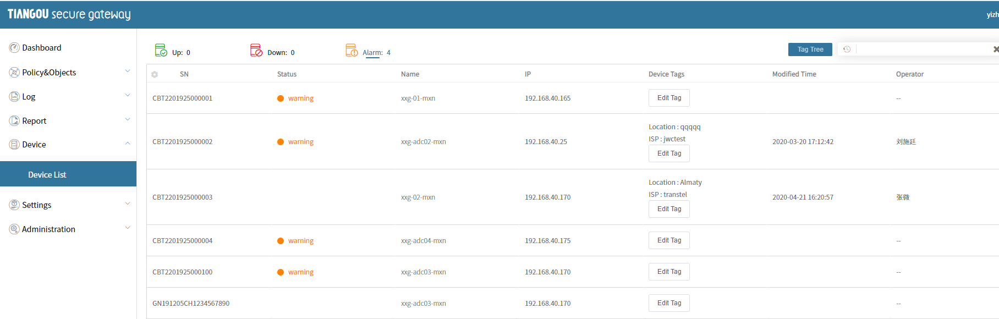 TIANGOU secure gateway
yizh
Dashboard
Policy&Objects
Log
Report
Device
Device List
Settings
Administration
Up: 0
Down: 0
Alarm: 4
Tag Tree
SN Status Name IP Device Tags Modified Time Operator
CBT2201925000001 warning xxg-01-mxn 192.168.40.165 Edit Tag --
Location : qqqqq
ISP : jwctest
CBT2201925000002 warning xxg-adc02-mxn 192.168.40.25 2020-03-20 17:12:42 刘施廷
Edit Tag
Location : Almaty
ISP : transtel
CBT2201925000003 xxg-02-mxn 192.168.40.170 2020-04-21 16:20:57 张微
Edit Tag
CBT2201925000004 warning xxg-adc04-mxn 192.168.40.175 Edit Tag --
CBT2201925000100 warning xxg-adc03-mxn 192.168.40.170 Edit Tag --
GN191205CH1234567890 xxg-adc03-mxn 192.168.40.170 Edit Tag --